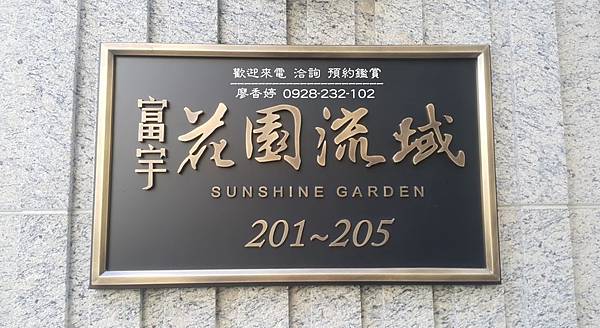 歡迎來電 洽詢 預約鑑賞
廖香婷 0928-232-102
富宇 花園流域
SUNSHINE GARDEN
201~205